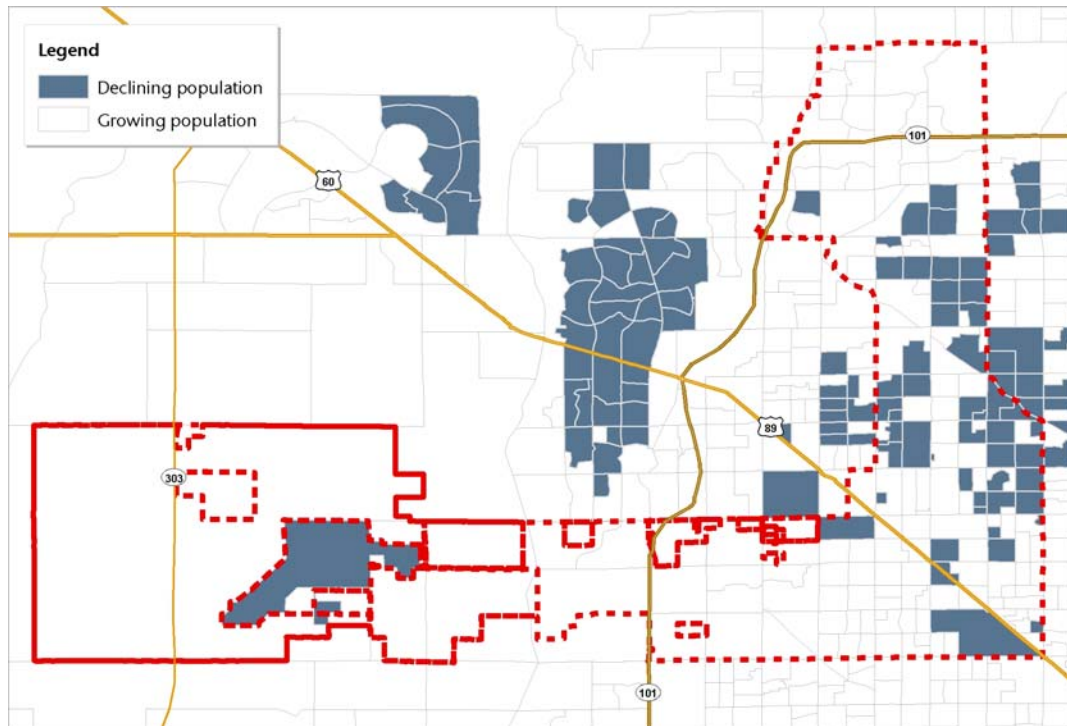 Legend
Declining population
Growing population
101
60
89
303
101